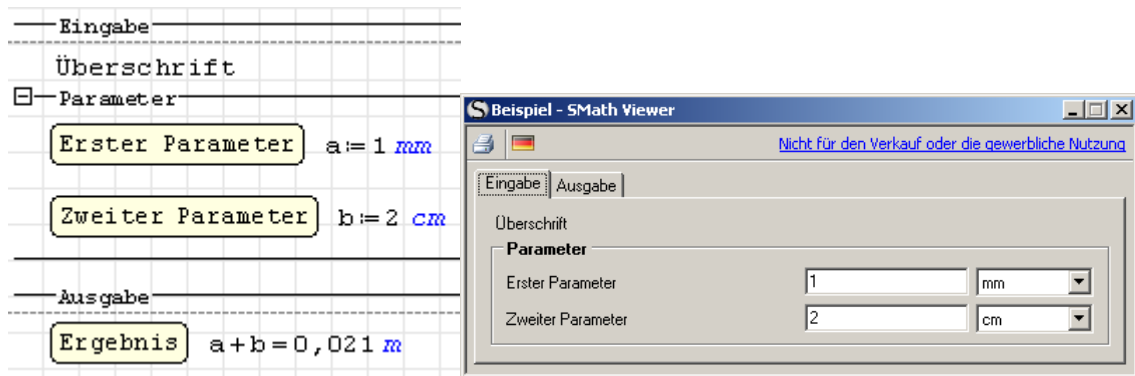 Eingabe
Überschrift
Parameter
Erster Parameter a≔1 mm
Zweiter Parameter b≔2 cm
Ausgabe
Ergebnis a+b=0,021 m
Beispiel - SMath Viewer
Nicht für den Verkauf oder die gewerbliche Nutzung
Eingabe Ausgabe
Überschrift
Parameter
Erster Parameter 1 mm
Zweiter Parameter 2 cm